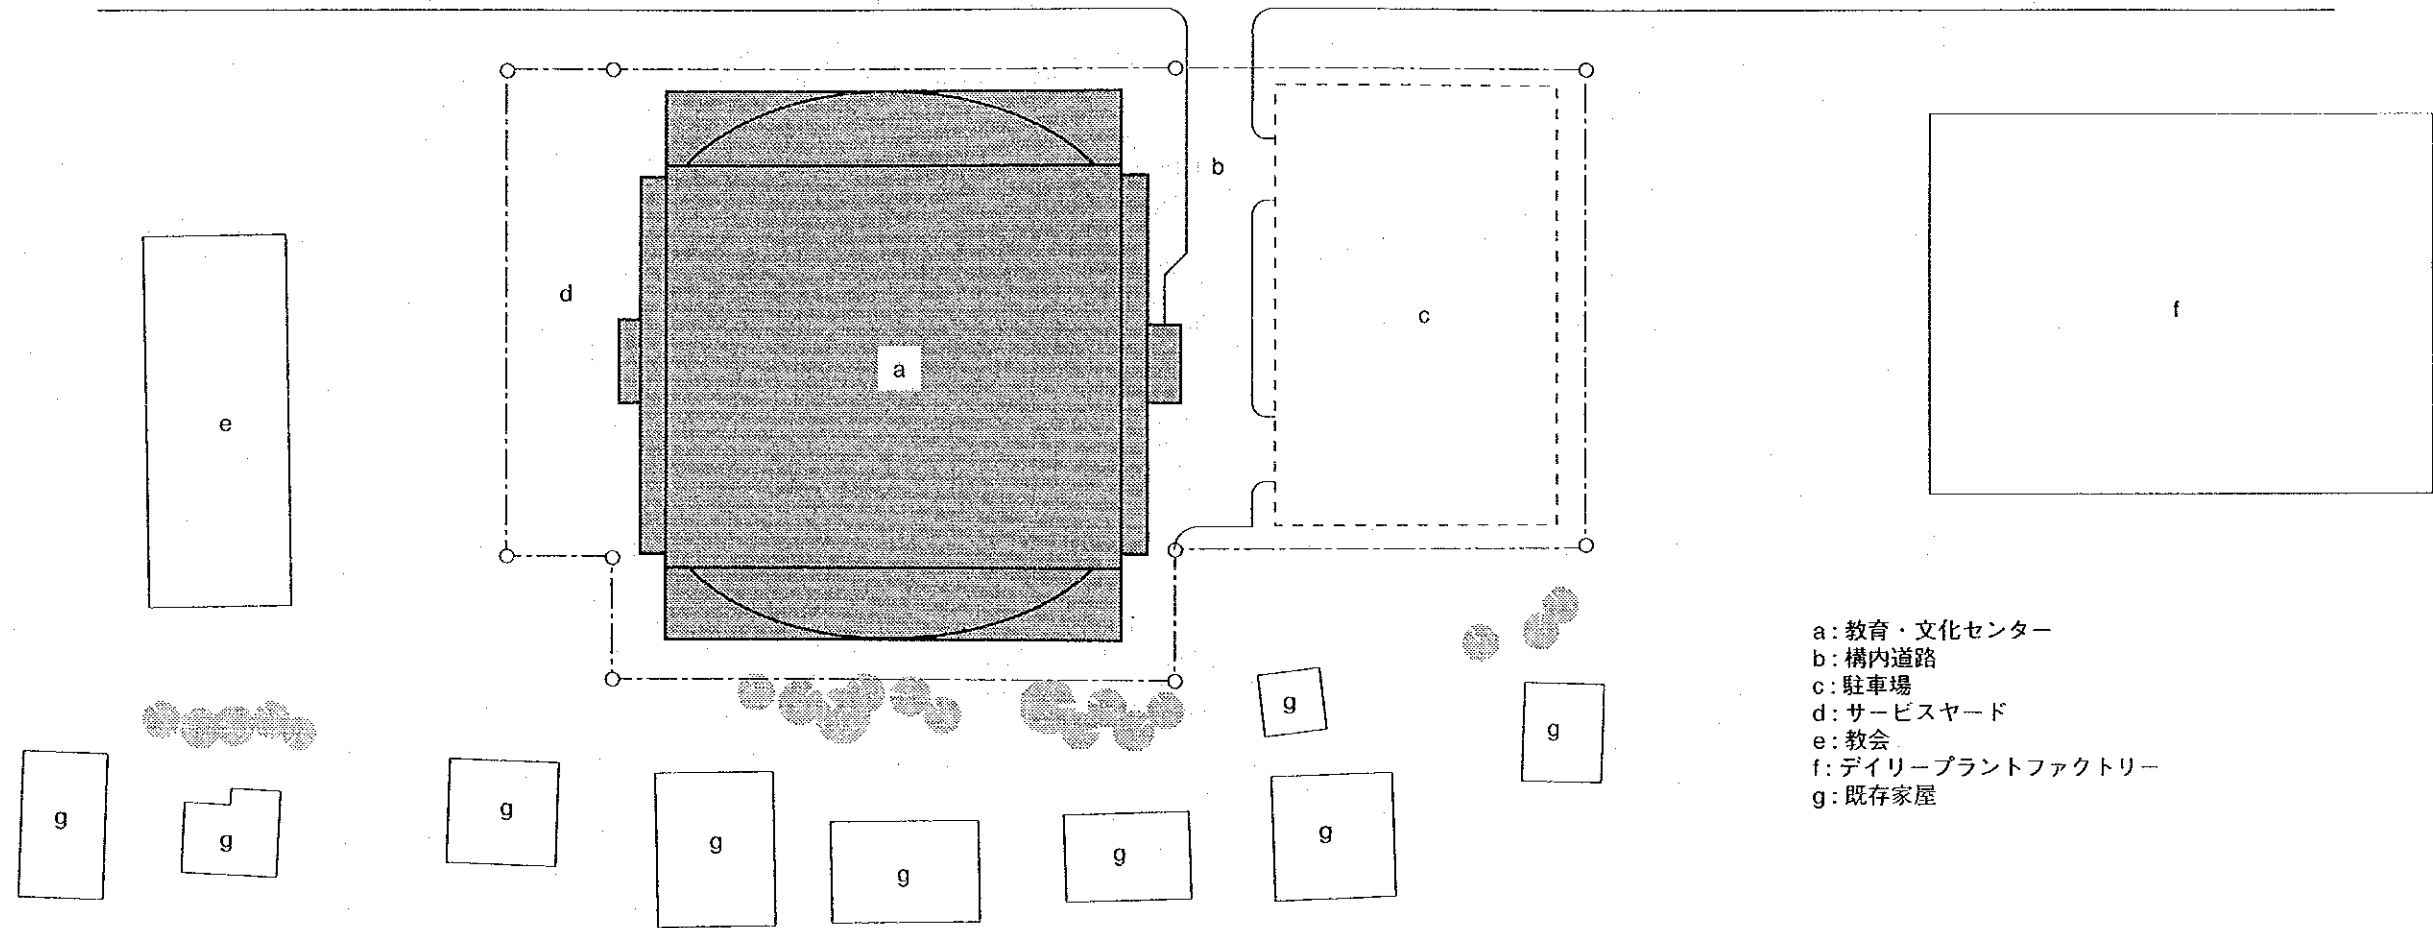 b
d
c
f
a
e
a : 教育・文化センター
b : 構内道路
c : 駐車場
d : サービスヤード
e : 教会
f : デイリープラントファクトリー
g : 既存家屋
g
g
g
g
g
g
g
g
g